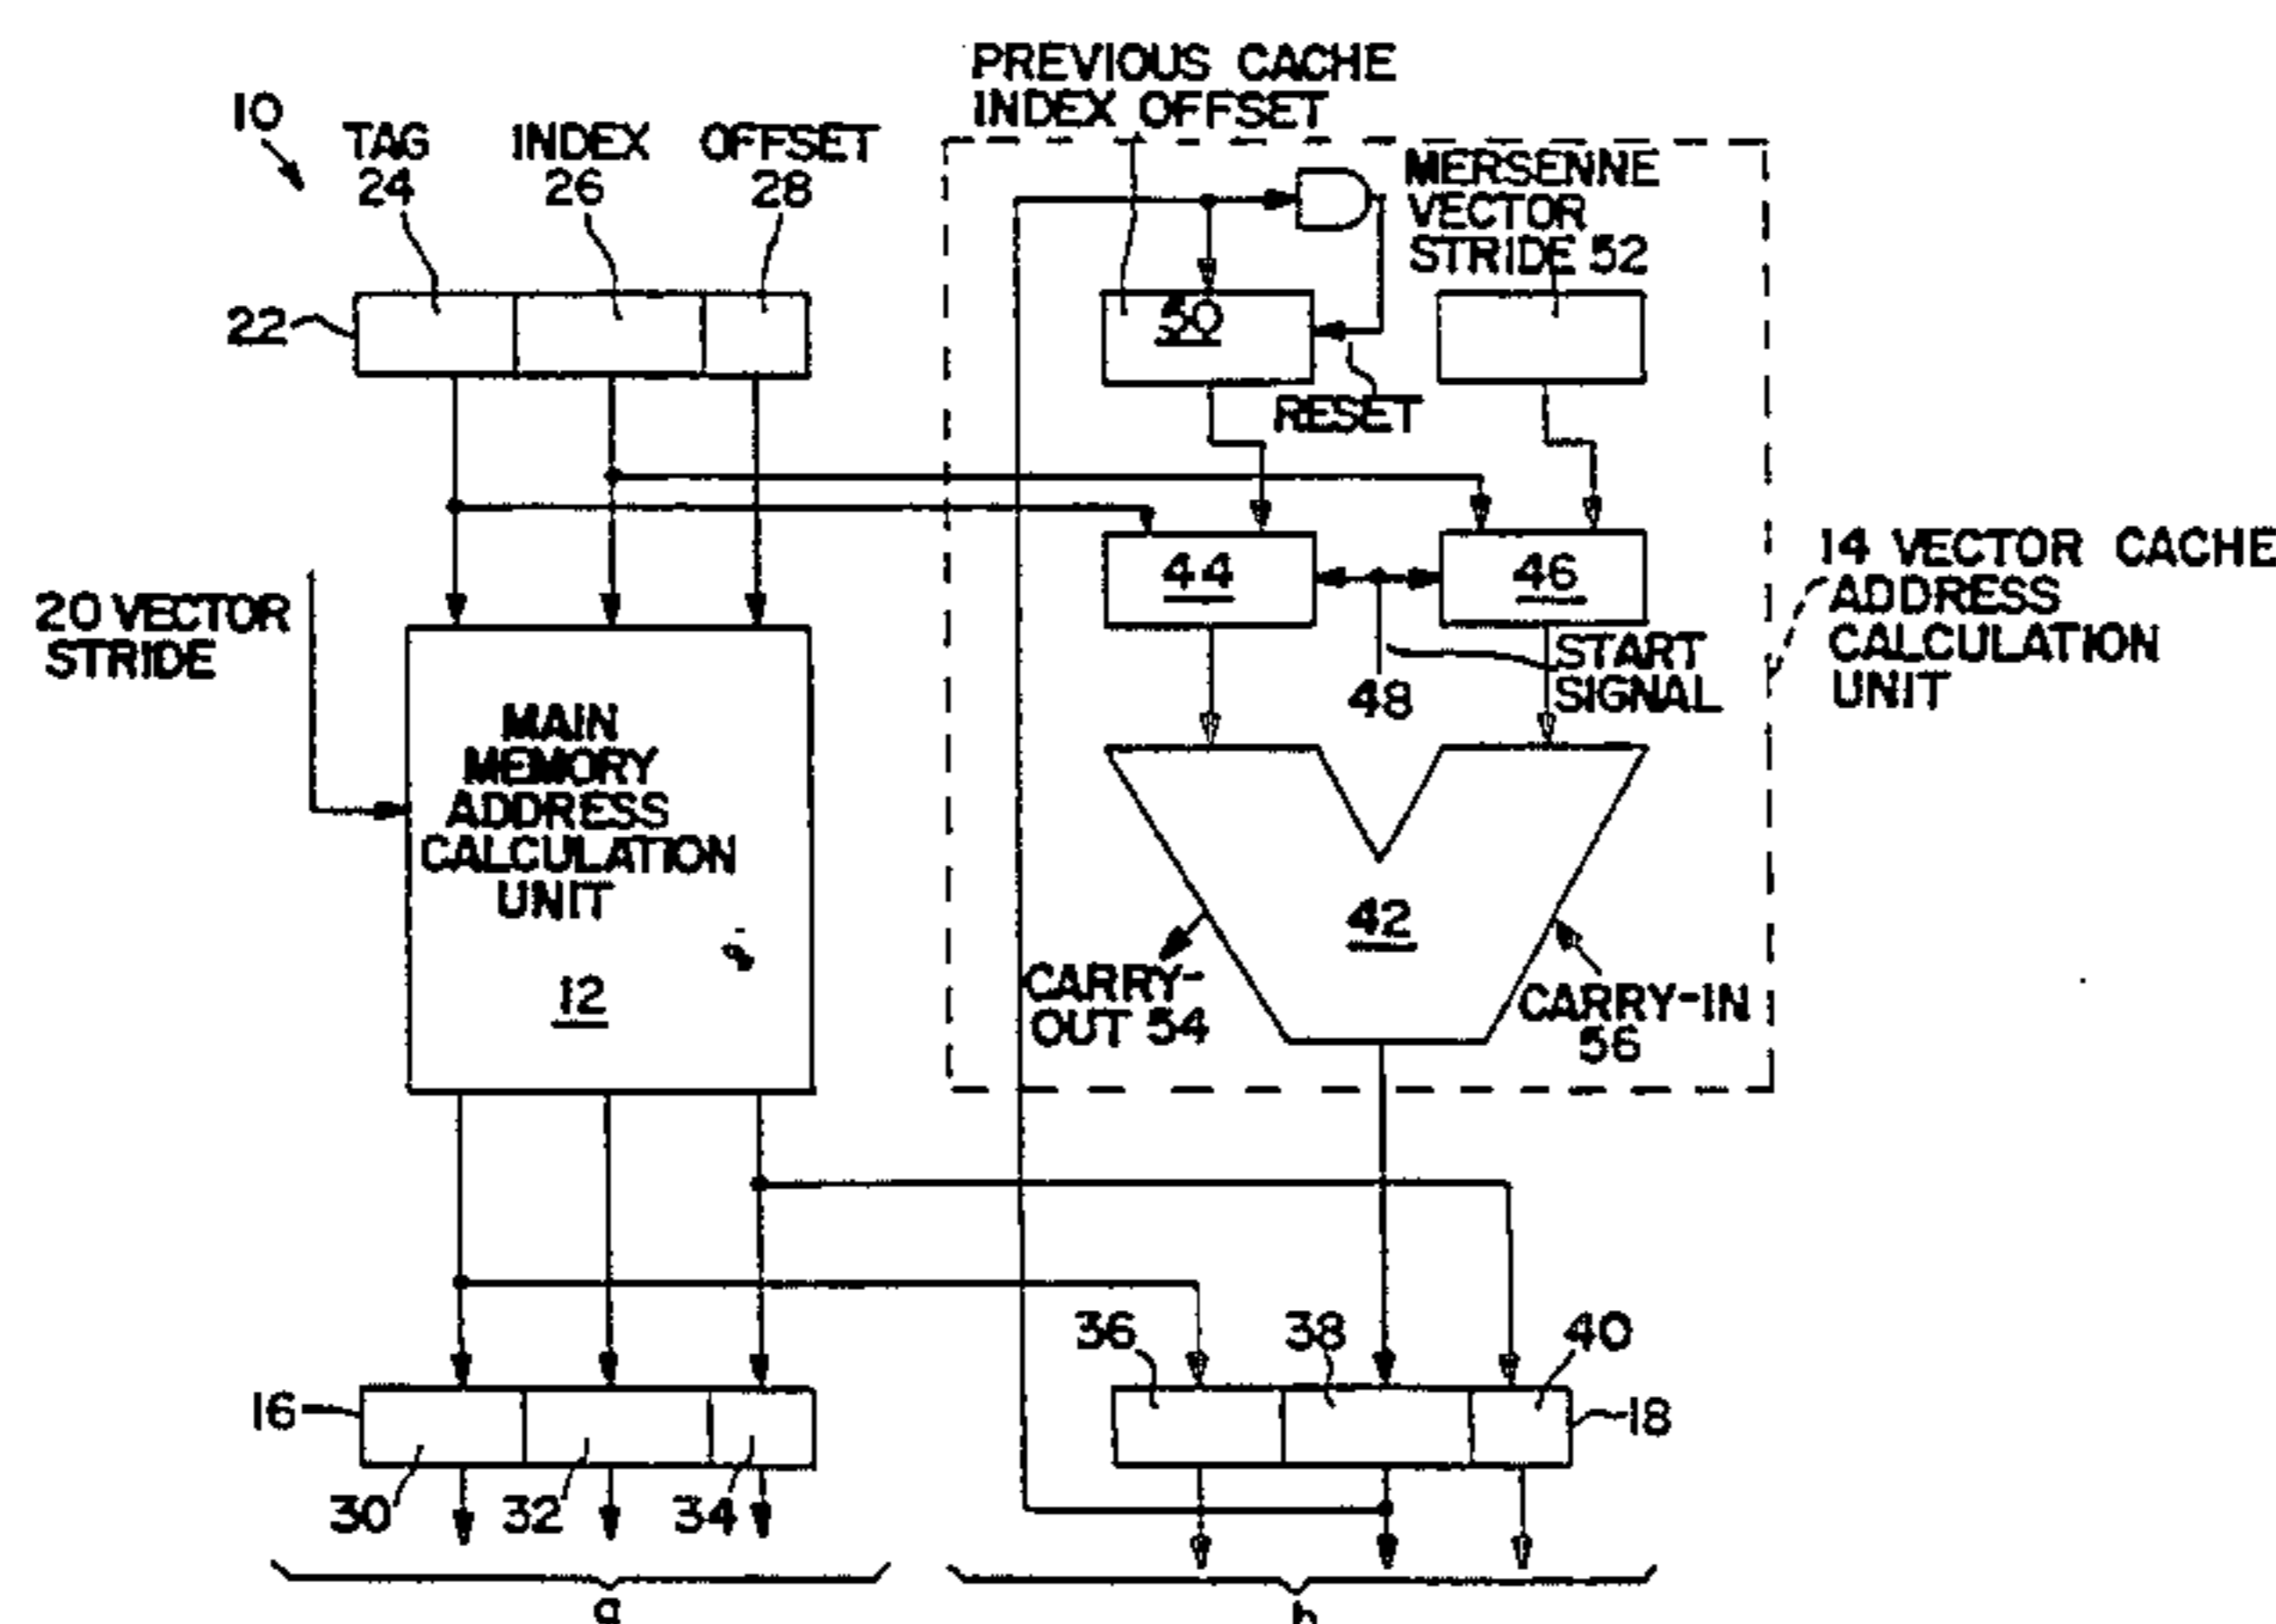 PREVIOUS CACHE
INDEX OFFSET
10
TAG
24
INDEX
26
OFFSET
28
MERSENNE
VECTOR
STRIDE 52
22
50
RESET
44
46
14 VECTOR CACHE
ADDRESS
CALCULATION
UNIT
20 VECTOR
STRIDE
START
SIGNAL
48
MAIN
MEMORY
ADDRESS
CALCULATION
UNIT
12
42
CARRY-
OUT 54
CARRY-IN
56
36
38
40
16
18
30
32
34
a
b